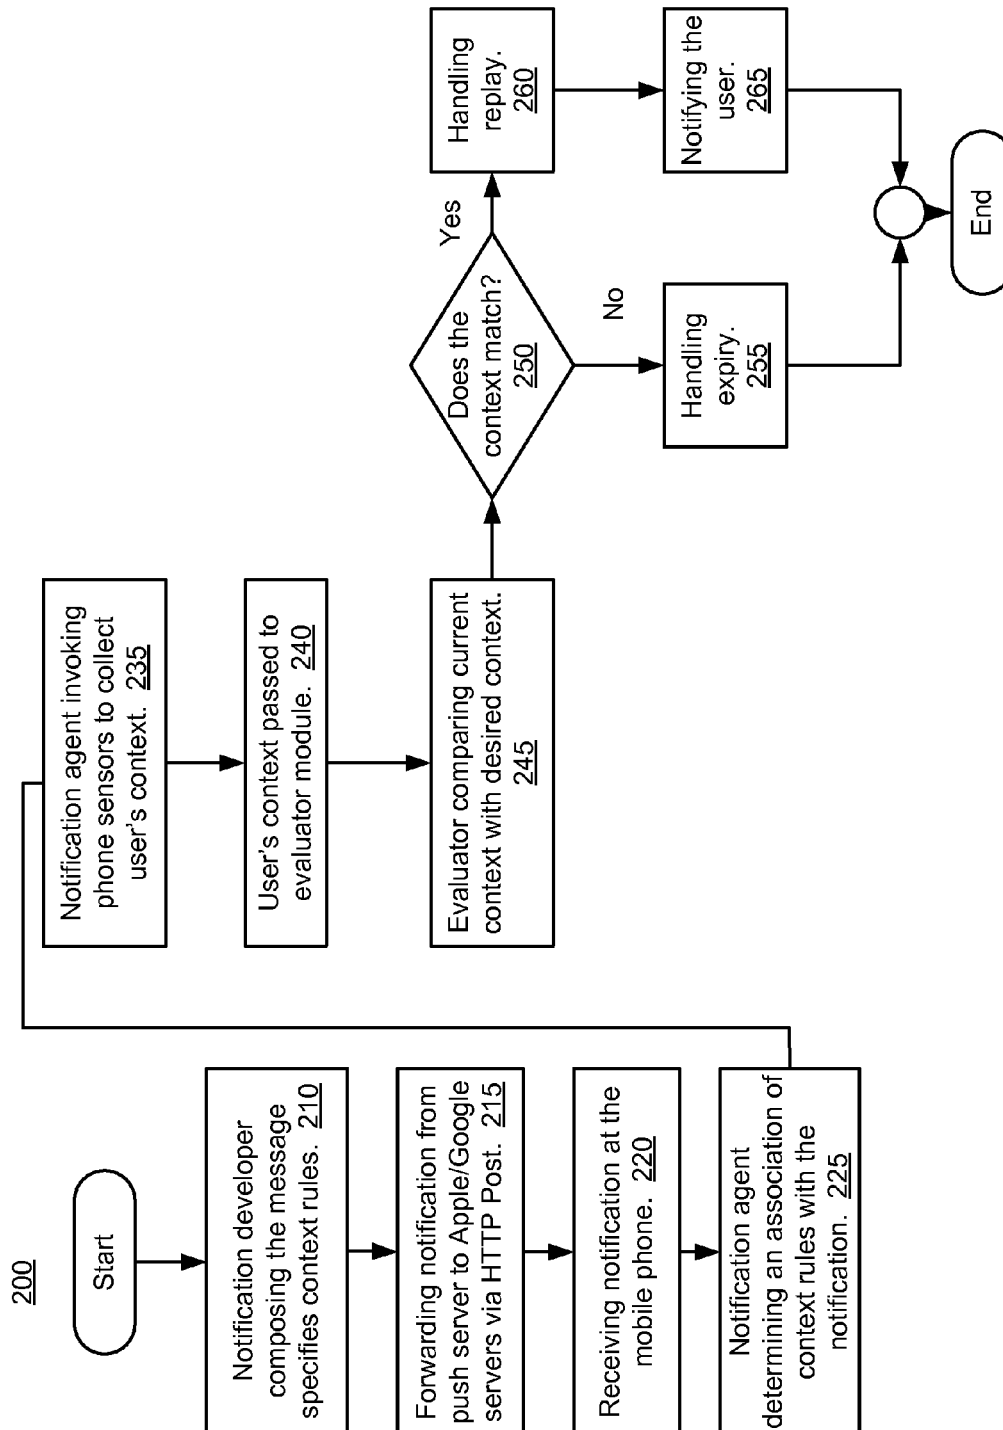 200
Start
Notification developer
composing the message
specifies context rules. 210
Forwarding notification from
push server to Apple/Google
servers via HTTP Post. 215
Receiving notification at the
mobile phone. 220
Notification agent
determining an association of
context rules with the
notification. 225
Notification agent invoking
phone sensors to collect
user's context. 235
User's context passed to
evaluator module. 240
Evaluator comparing current
context with desired context.
245
Does the
context match?
250
Yes
No
Handling
replay.
260
Handling
expiry.
255
Notifying the
user.
265
End